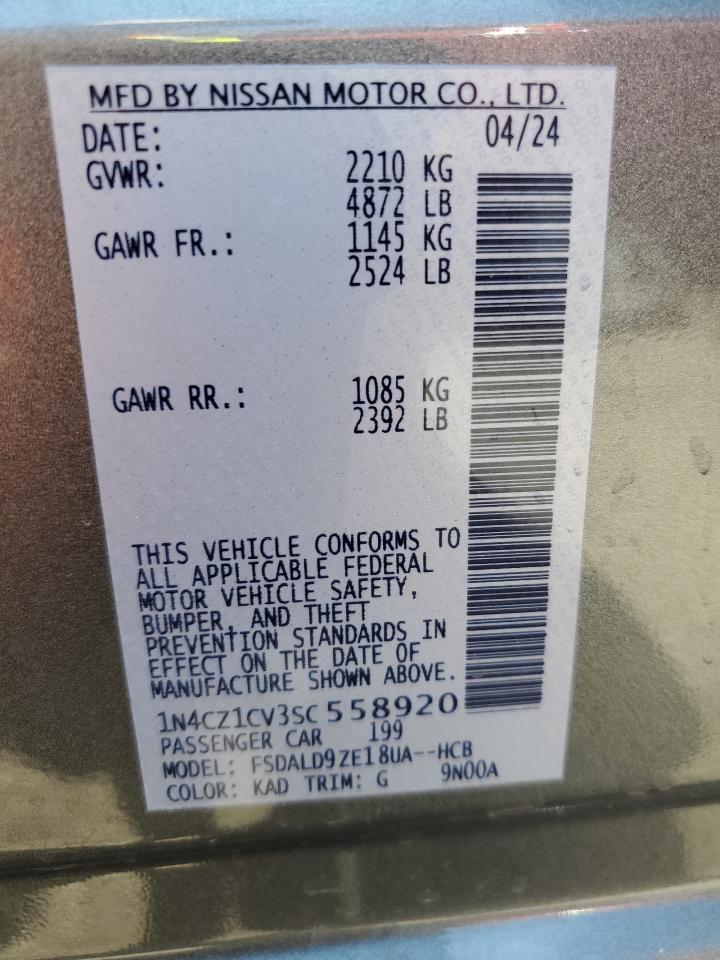 MFD BY NISSAN MOTOR CO., LTD.
DATE: 04/24
GVWR: 2210 KG
4872 LB
GAWR FR.: 1145 KG
2524 LB
GAWR RR.: 1085 KG
2392 LB
THIS VEHICLE CONFORMS TO
ALL APPLICABLE FEDERAL
MOTOR VEHICLE SAFETY,
BUMPER, AND THEFT
PREVENTION STANDARDS IN
EFFECT ON THE DATE OF
MANUFACTURE SHOWN ABOVE.
1N4CZ1CV3SC558920
PASSENGER CAR 199
MODEL: FSDALD9ZE18UA--HCB
COLOR: KAD TRIM: G 9N00A